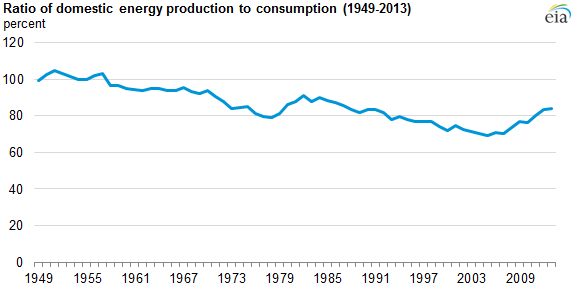 Ratio of domestic energy production to consumption (1949-2013)
percent
eia
120
100
80
60
40
20
0
1949 1955 1961 1967 1973 1979 1985 1991 1997 2003 2009